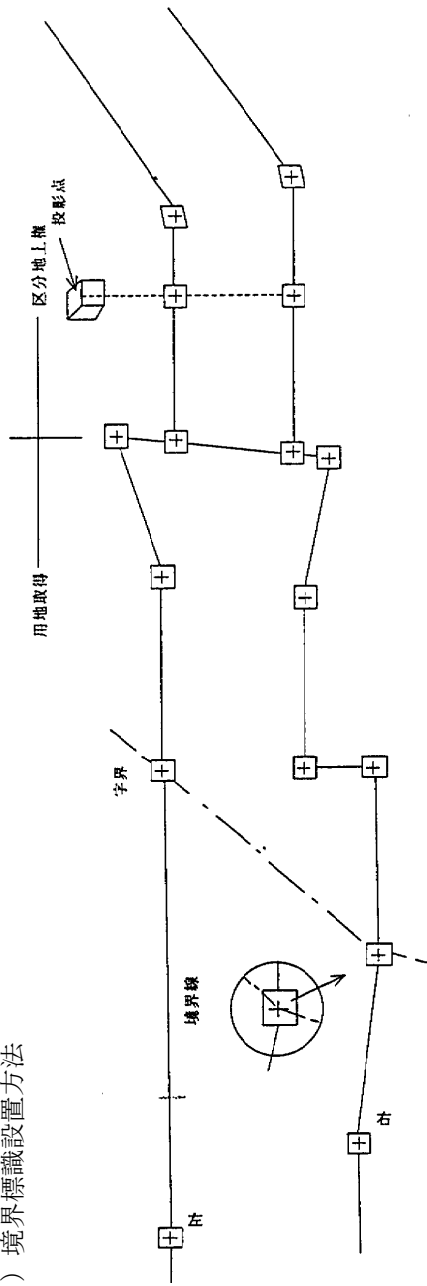 ) 境界標識設置方法
用地取得
区分地上権
投影点
字界
境界線
左
右